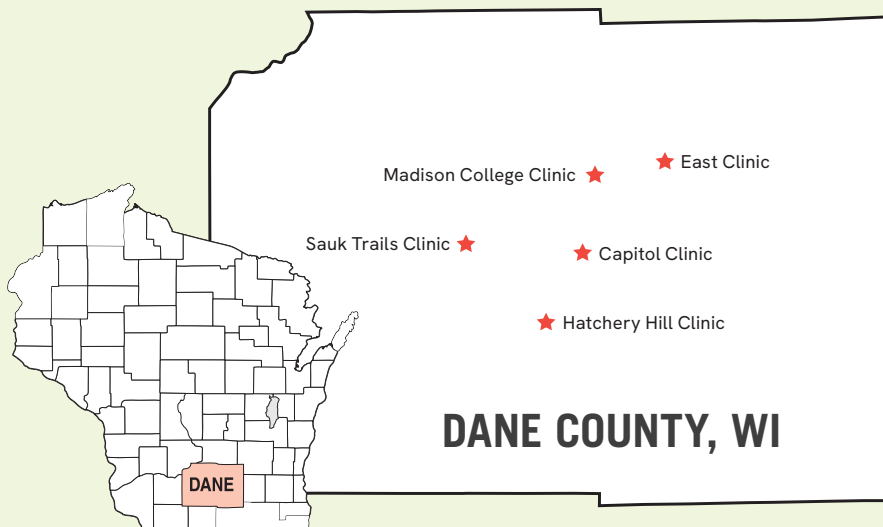 East Clinic
Madison College Clinic
Sauk Trails Clinic
Capitol Clinic
Hatchery Hill Clinic
DANE COUNTY, WI
DANE